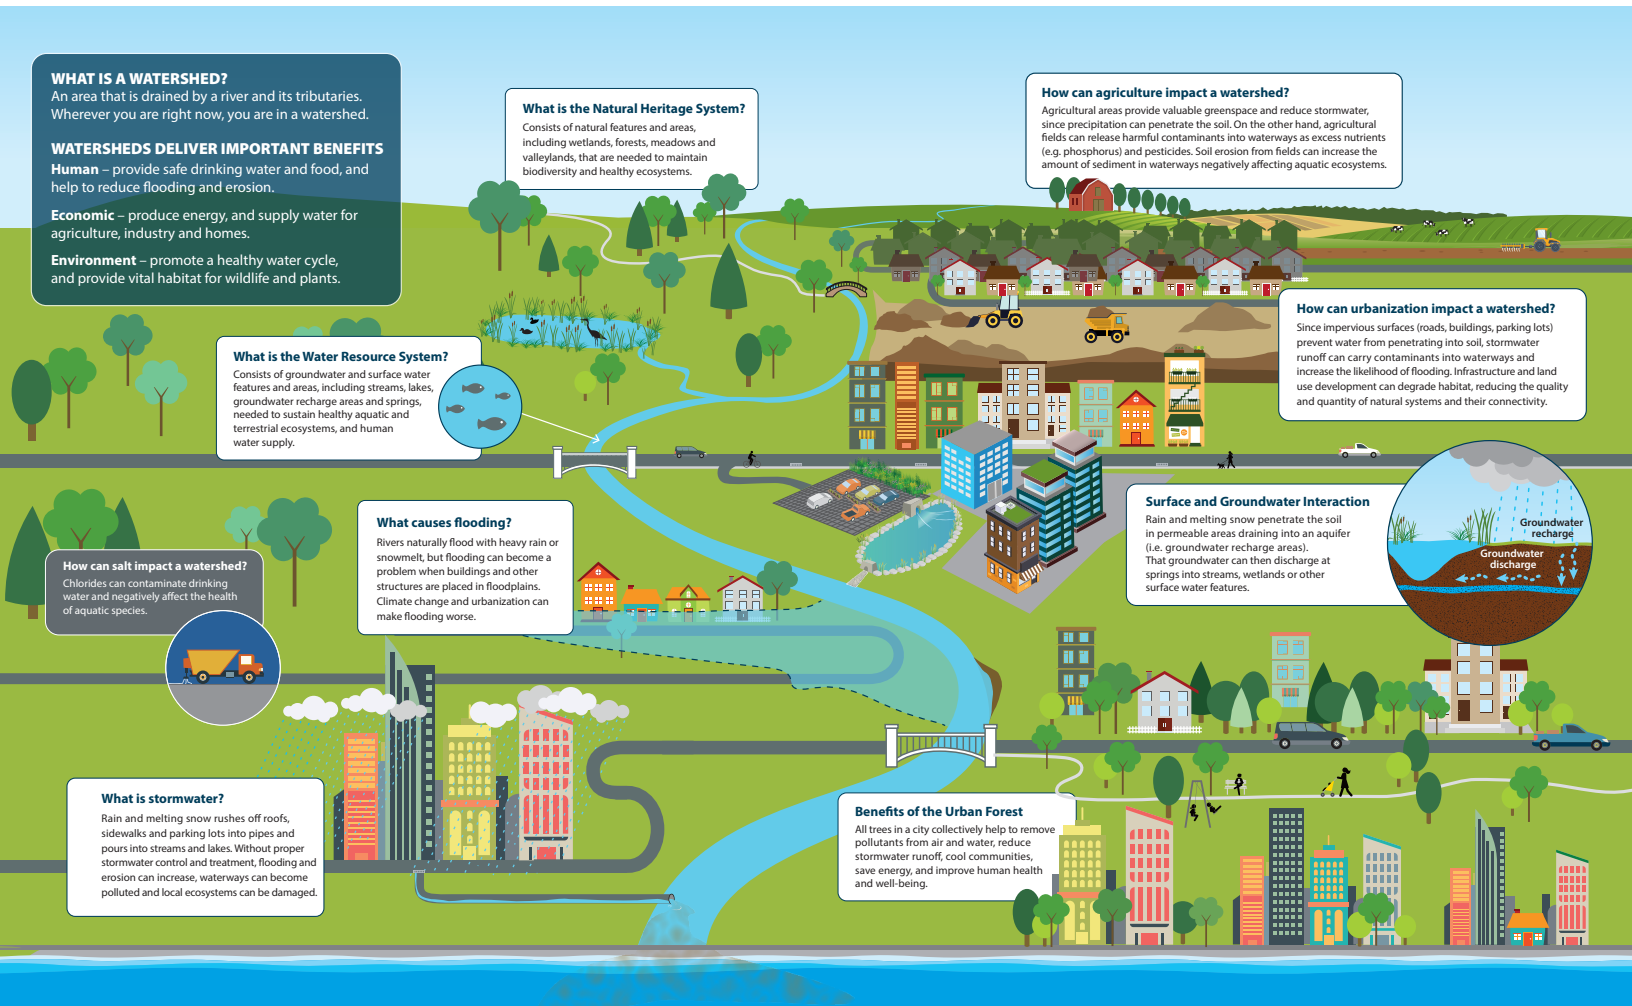 WHAT IS A WATERSHED?
An area that is drained by a river and its tributaries.
Wherever you are right now, you are in a watershed.
WATERSHEDS DELIVER IMPORTANT BENEFITS
Human – provide safe drinking water and food, and
help to reduce flooding and erosion.
Economic – produce energy, and supply water for
agriculture, industry and homes.
Environment – promote a healthy water cycle,
and provide vital habitat for wildlife and plants.
What is the Natural Heritage System?
Consists of natural features and areas,
including wetlands, forests, meadows and
valleylands, that are needed to maintain
biodiversity and healthy ecosystems.
How can agriculture impact a watershed?
Agricultural areas provide valuable greenspace and reduce stormwater,
since precipitation can penetrate the soil. On the other hand, agricultural
fields can release harmful contaminants into waterways as excess nutrients
(e.g. phosphorus) and pesticides. Soil erosion from fields can increase the
amount of sediment in waterways negatively affecting aquatic ecosystems.
What is the Water Resource System?
Consists of groundwater and surface water
features and areas, including streams, lakes,
groundwater recharge areas and springs,
needed to sustain healthy aquatic and
terrestrial ecosystems, and human
water supply.
How can urbanization impact a watershed?
Since impervious surfaces (roads, buildings, parking lots)
prevent water from penetrating into soil, stormwater
runoff can carry contaminants into waterways and
increase the likelihood of flooding. Infrastructure and land
use development can degrade habitat, reducing the quality
and quantity of natural systems and their connectivity.
What causes flooding?
Rivers naturally flood with heavy rain or
snowmelt, but flooding can become a
problem when buildings and other
structures are placed in floodplains.
Climate change and urbanization can
make flooding worse.
Surface and Groundwater Interaction
Rain and melting snow penetrate the soil
in permeable areas draining into an aquifer
(i.e. groundwater recharge areas).
That groundwater can then discharge at
springs into streams, wetlands or other
surface water features.
Groundwater
recharge
Groundwater
discharge
How can salt impact a watershed?
Chlorides can contaminate drinking
water and negatively affect the health
of aquatic species.
What is stormwater?
Rain and melting snow rushes off roofs,
sidewalks and parking lots into pipes and
pours into streams and lakes. Without proper
stormwater control and treatment, flooding and
erosion can increase, waterways can become
polluted and local ecosystems can be damaged.
Benefits of the Urban Forest
All trees in a city collectively help to remove
pollutants from air and water, reduce
stormwater runoff, cool communities,
save energy, and improve human health
and well-being.